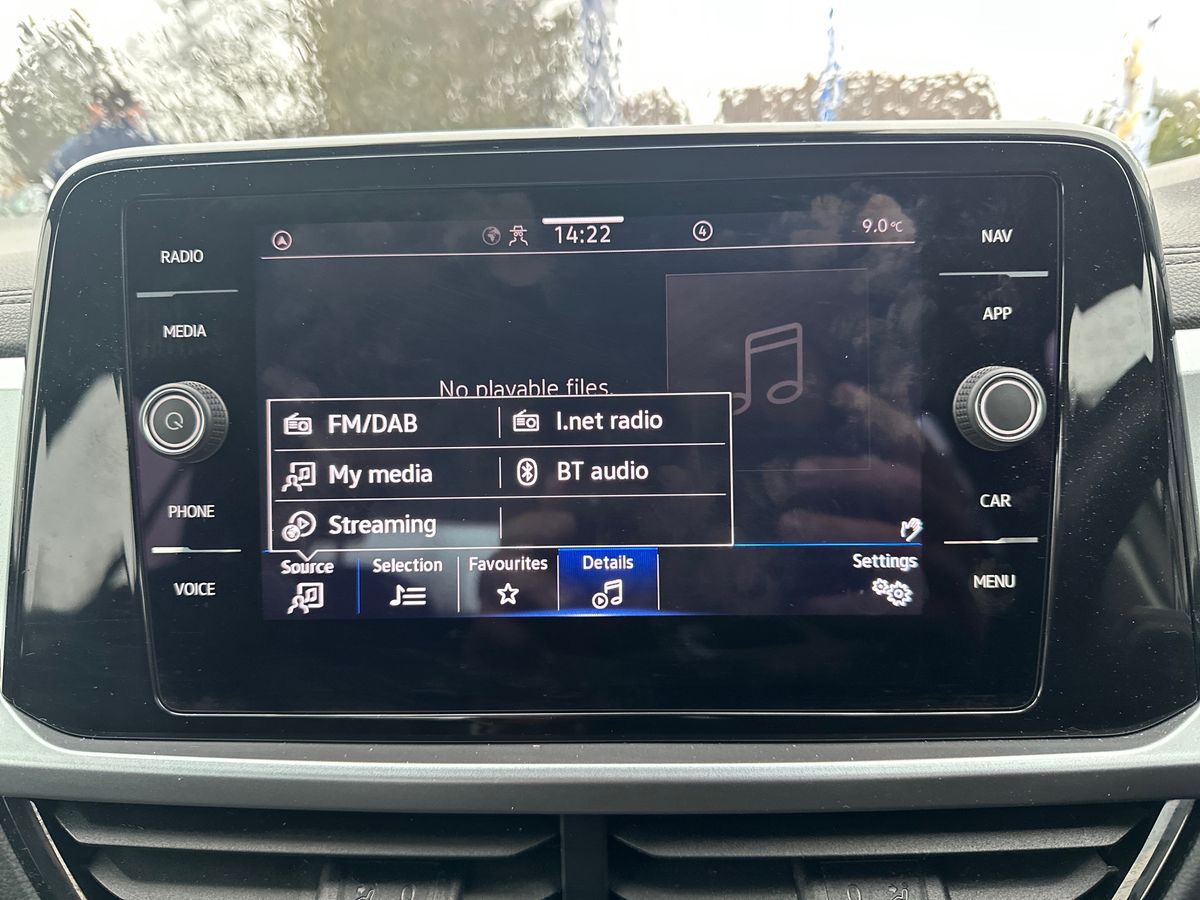 RADIO
MEDIA
PHONE
VOICE
14:22
4
9.0°C
No playable files.
FM/DAB
I.net radio
My media
BT audio
Streaming
Source
Selection
Favourites
Details
Settings
NAV
APP
CAR
MENU